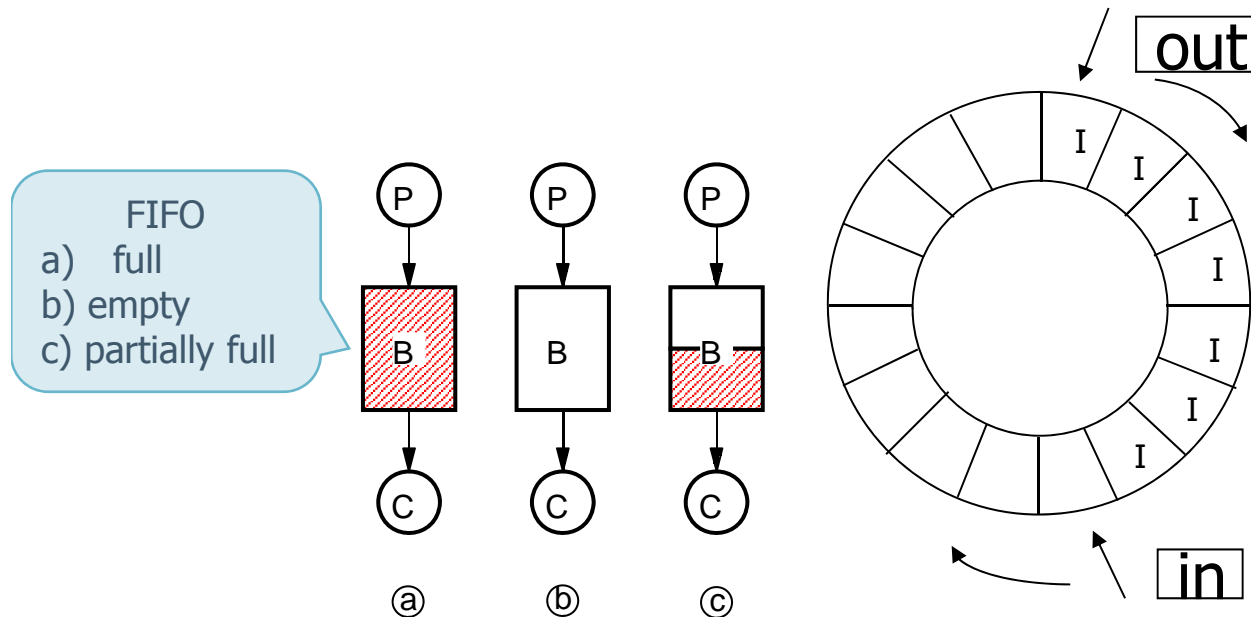 FIFO
a) full
b) empty
c) partially full
P P P
B B B
C C C
ⓐ ⓑ ⓒ
out
I
I
I
I
I
I
I
in